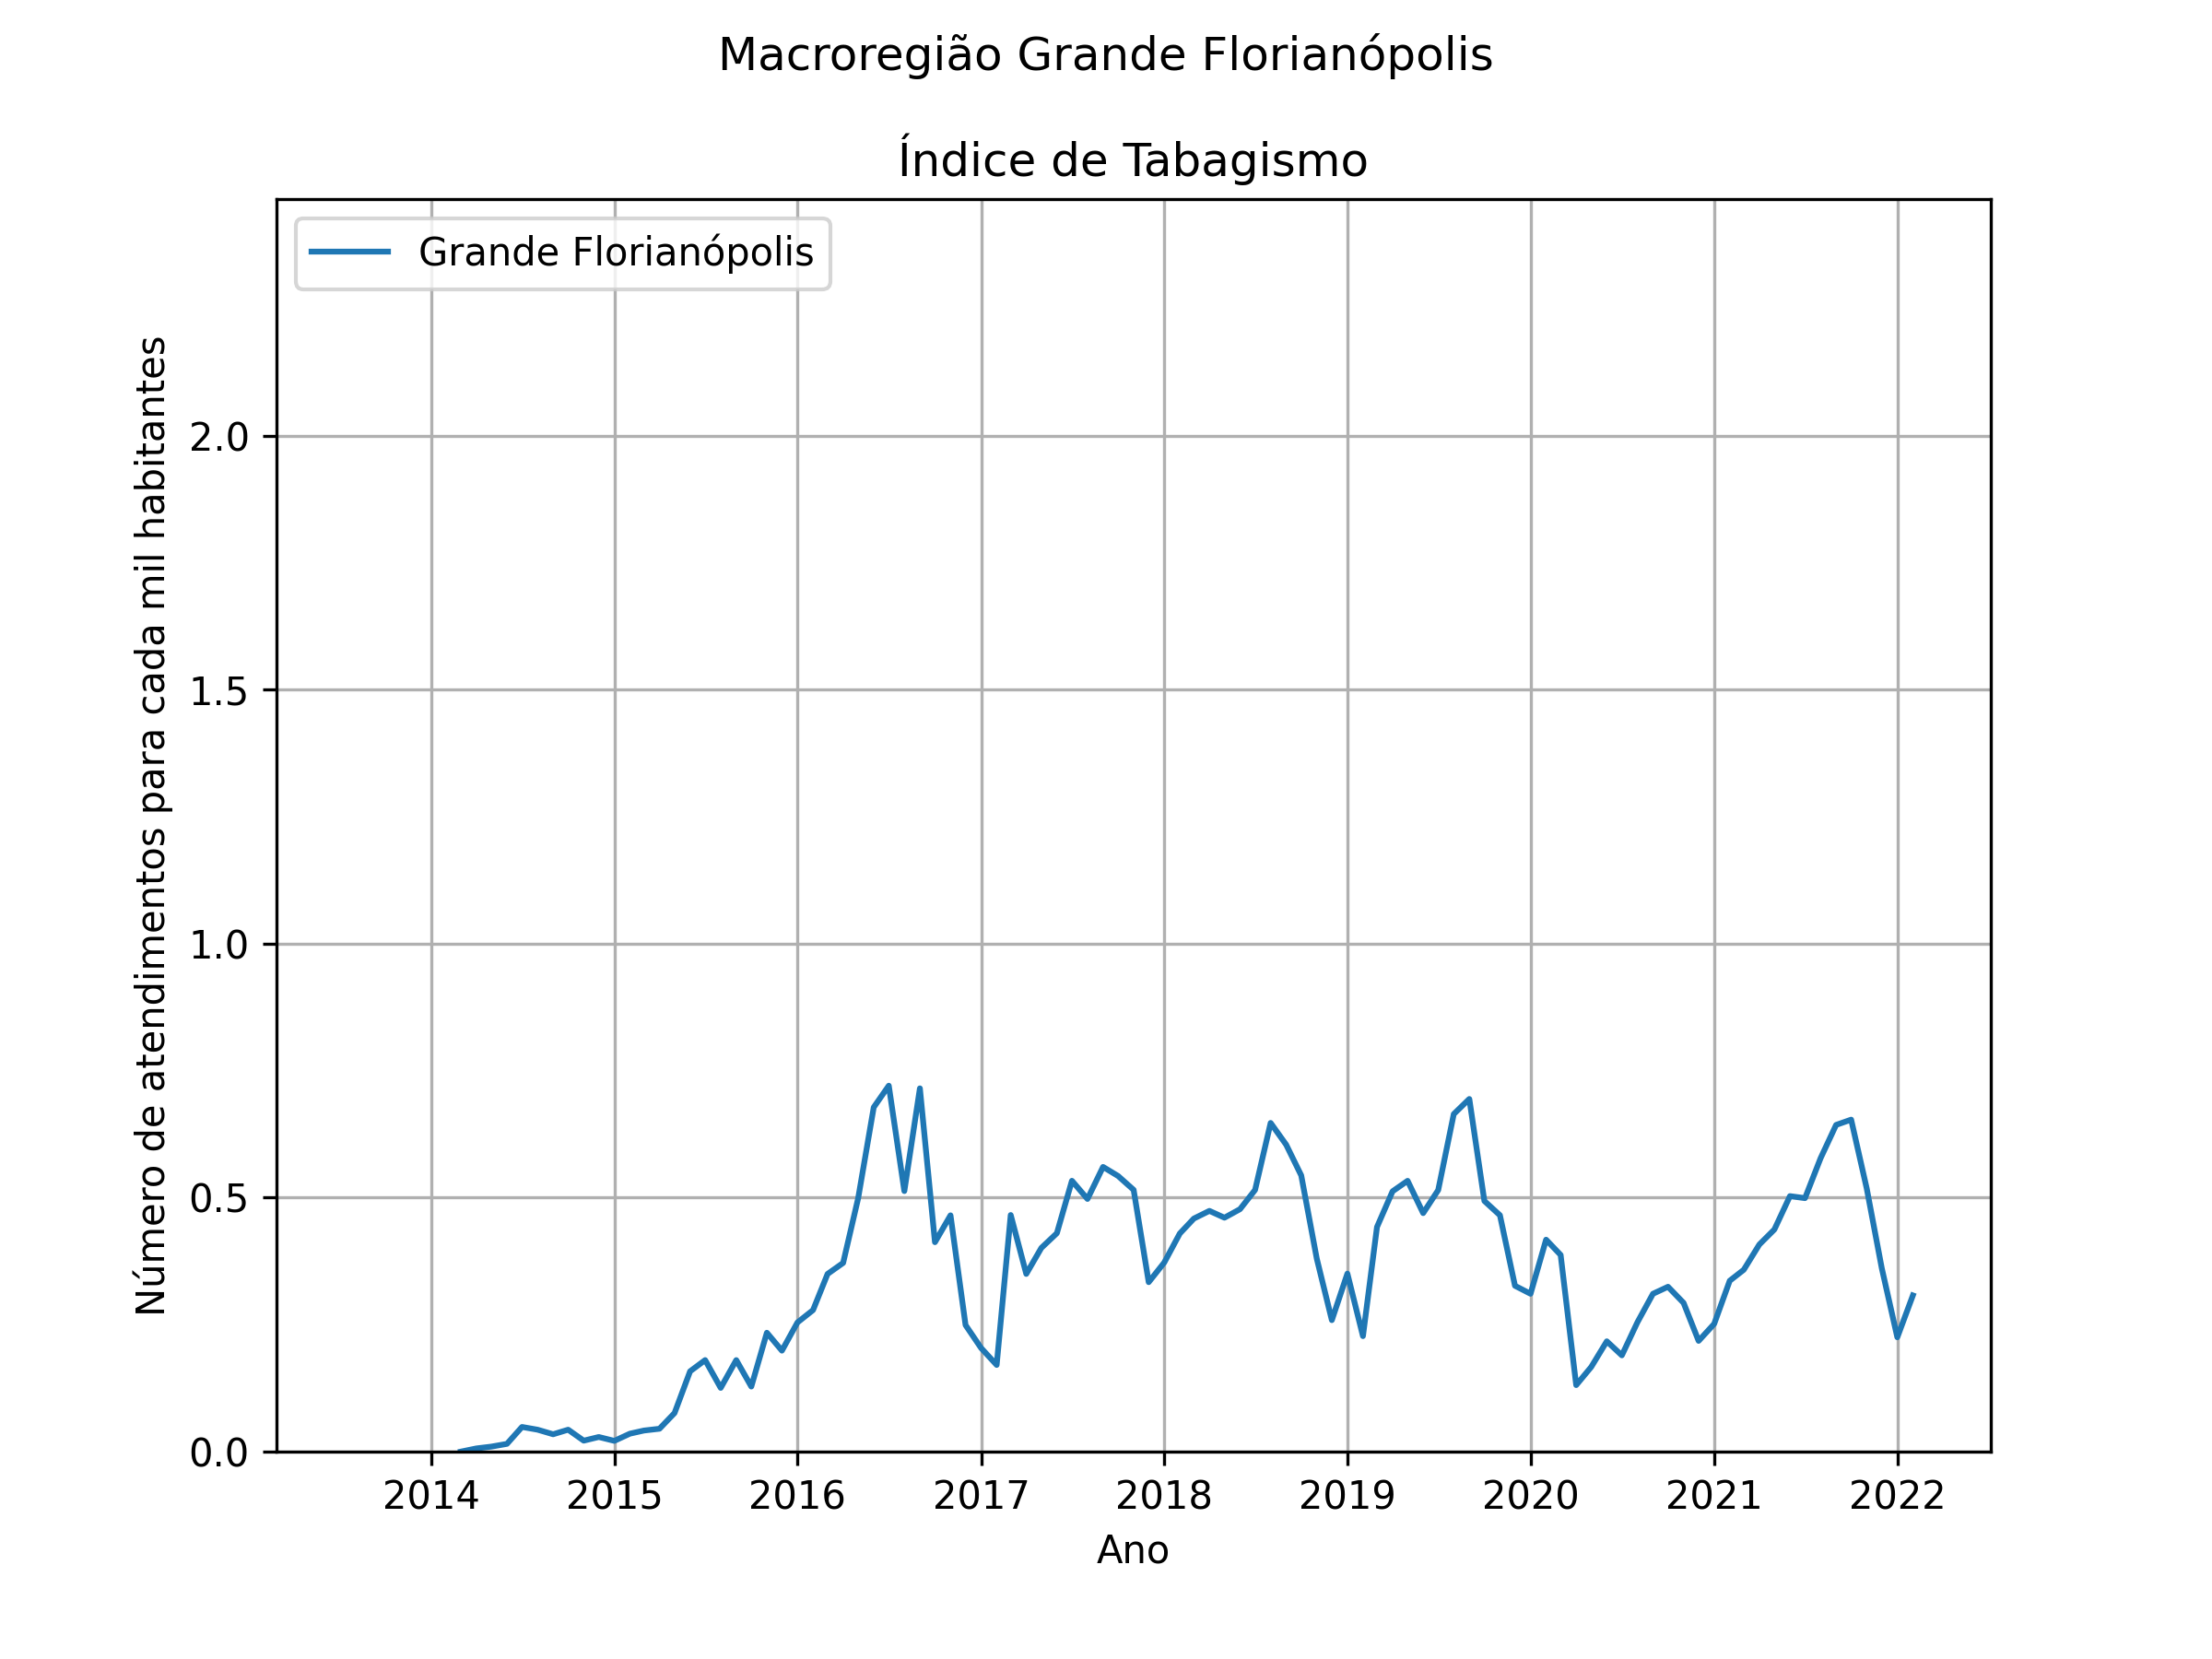 Macroregião Grande Florianópolis
Índice de Tabagismo
Grande Florianópolis
Número de atendimentos para cada mil habitantes
2.0
1.5
1.0
0.5
0.0
2014 2015 2016 2017 2018 2019 2020 2021 2022
Ano